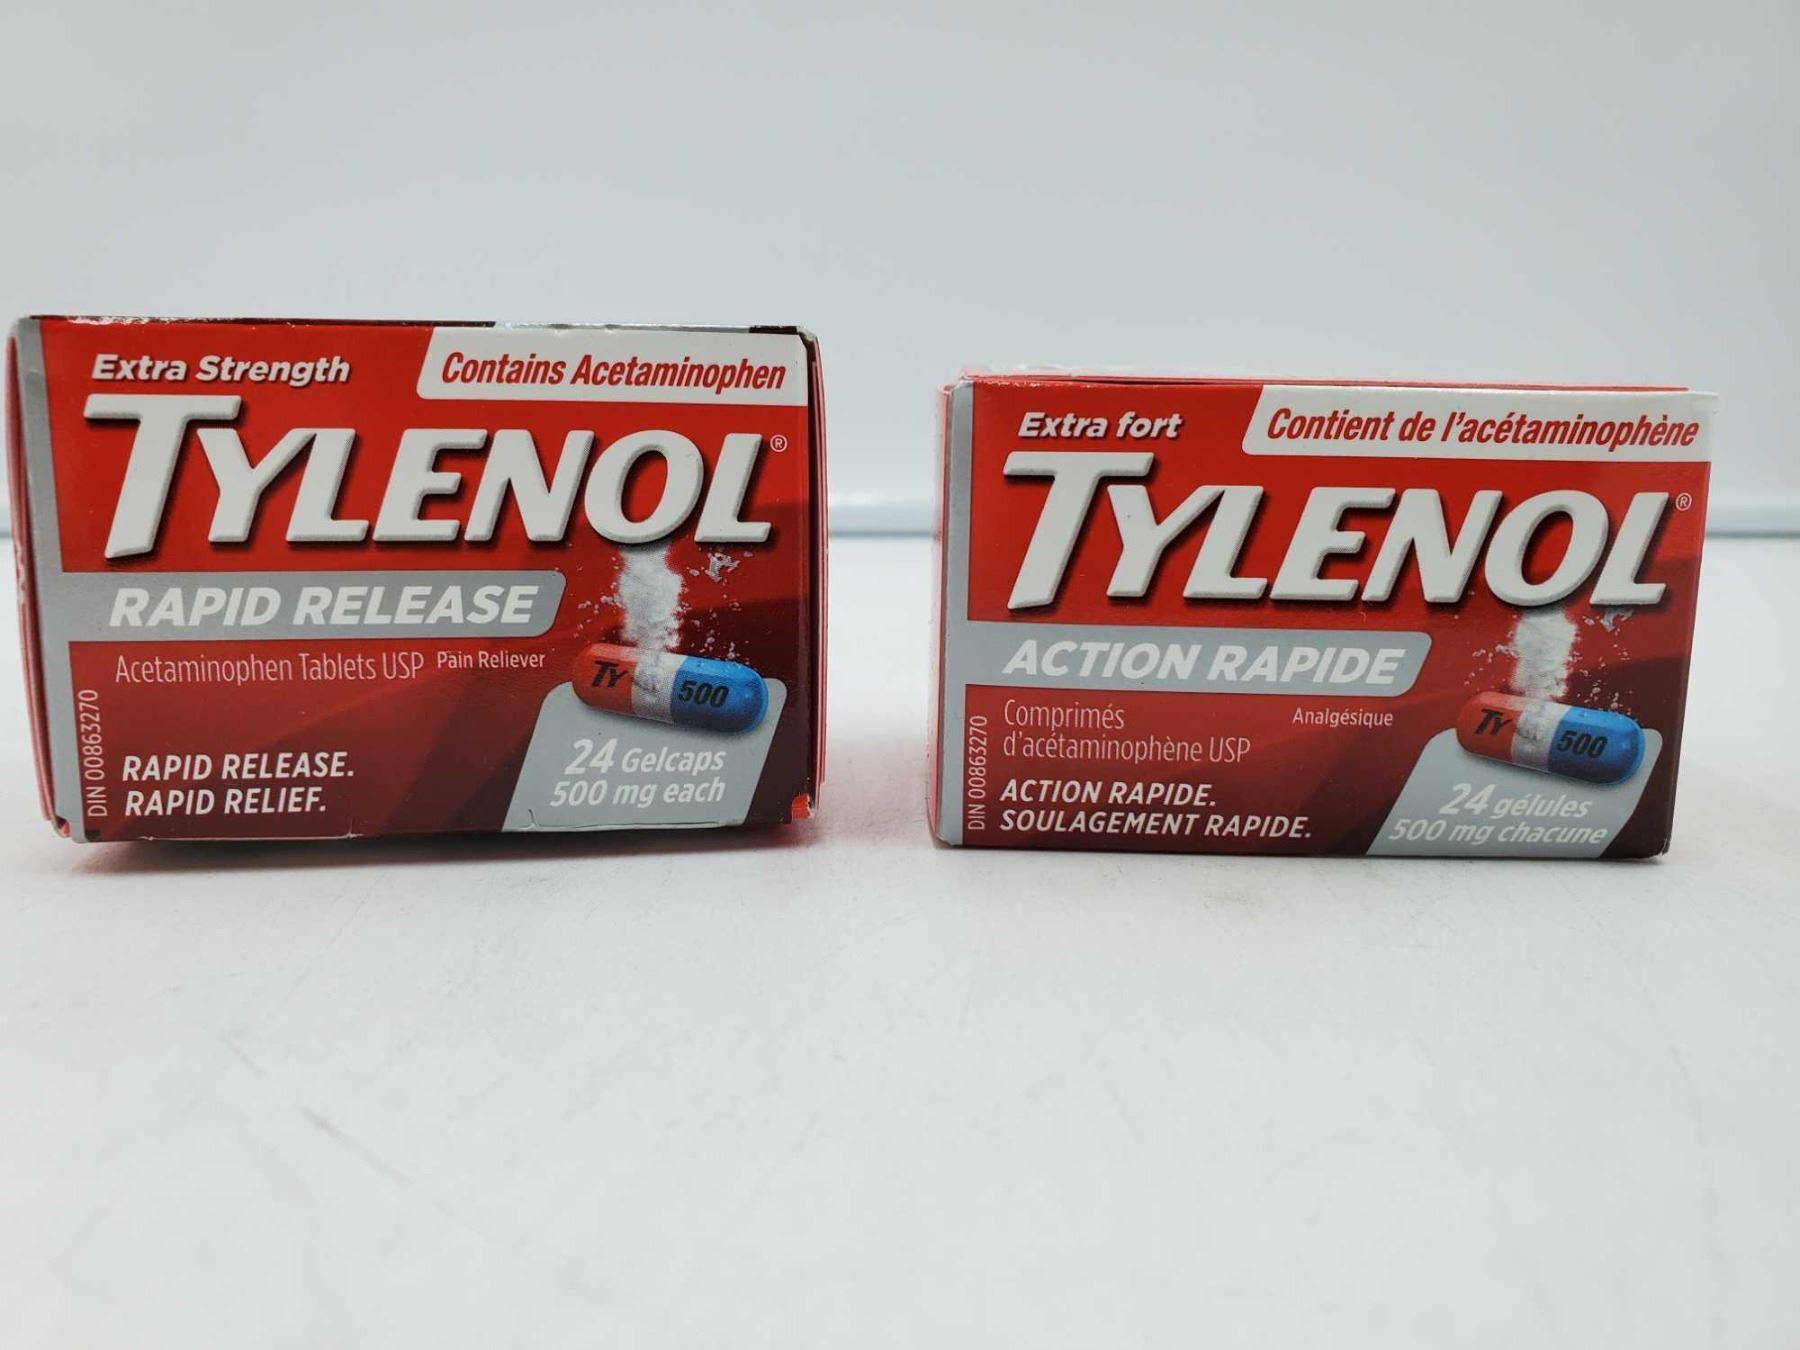 Extra Strength
Contains Acetaminophen
TYLENOL®
RAPID RELEASE
Acetaminophen Tablets USP Pain Reliever
TY 500
DIN 00863270
RAPID RELEASE.
RAPID RELIEF.
24 Gelcaps
500 mg each
Extra fort
Contient de l'acétaminophène
TYLENOL®
ACTION RAPIDE
Comprimés
d'acétaminophène USP
Analgésique
TY 500
DIN 00863270
ACTION RAPIDE.
SOULAGEMENT RAPIDE.
24 gélules
500 mg chacune